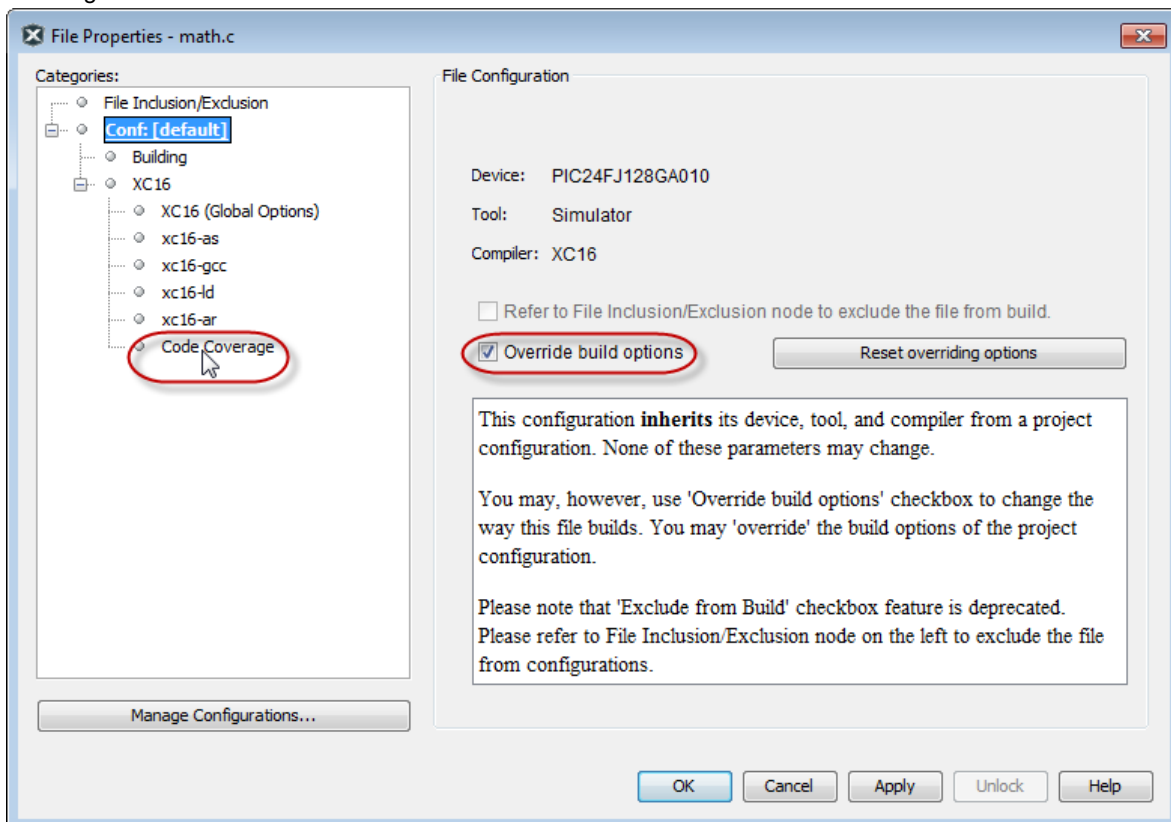 File Properties - math.c
Categories:
File Inclusion/Exclusion
Conf: [default]
Building
XC16
XC16 (Global Options)
xc16-as
xc16-gcc
xc16-ld
xc16-ar
Code Coverage
Manage Configurations...
File Configuration
Device: PIC24FJ128GA010
Tool: Simulator
Compiler: XC16
Refer to File Inclusion/Exclusion node to exclude the file from build.
Override build options
Reset overriding options
This configuration inherits its device, tool, and compiler from a project
configuration. None of these parameters may change.
You may, however, use 'Override build options' checkbox to change the
way this file builds. You may 'override' the build options of the project
configuration.
Please note that 'Exclude from Build' checkbox feature is deprecated.
Please refer to File Inclusion/Exclusion node on the left to exclude the file
from configurations.
OK
Cancel
Apply
Unlock
Help